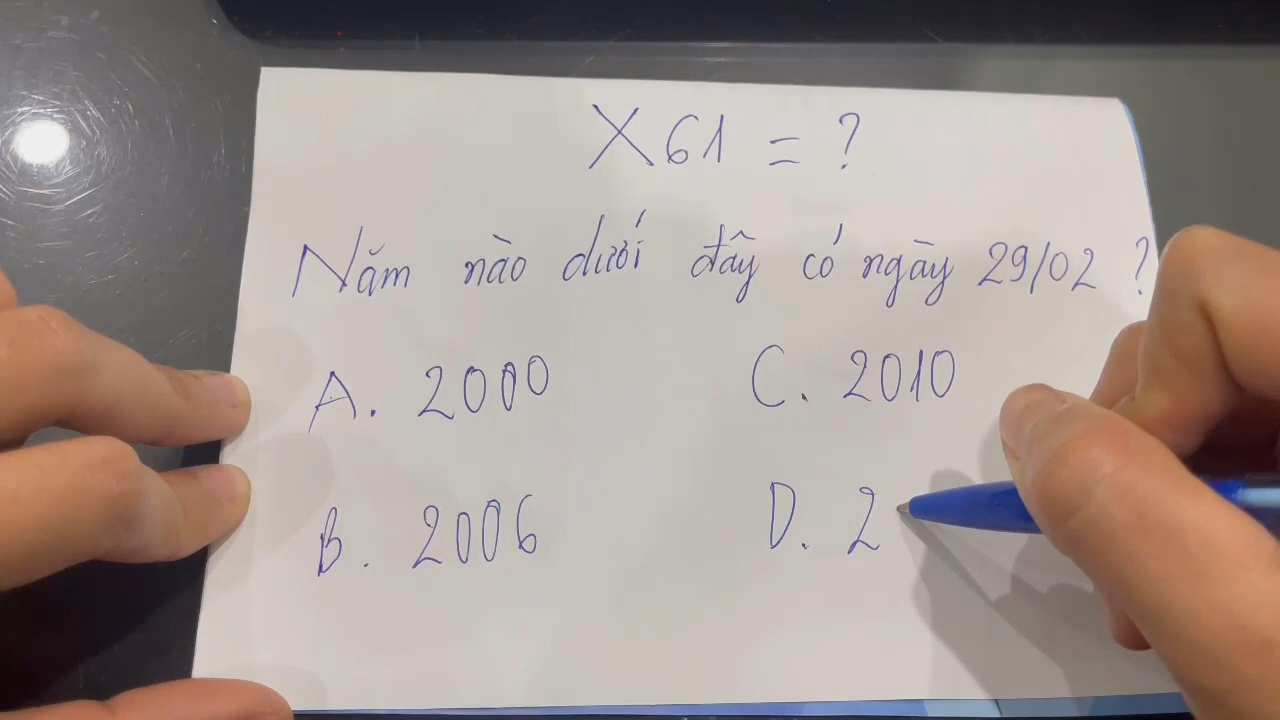 X61 = ?
Năm nào dưới đây có ngày 29/02 ?
A. 2000
C. 2010
B. 2006
D. 2